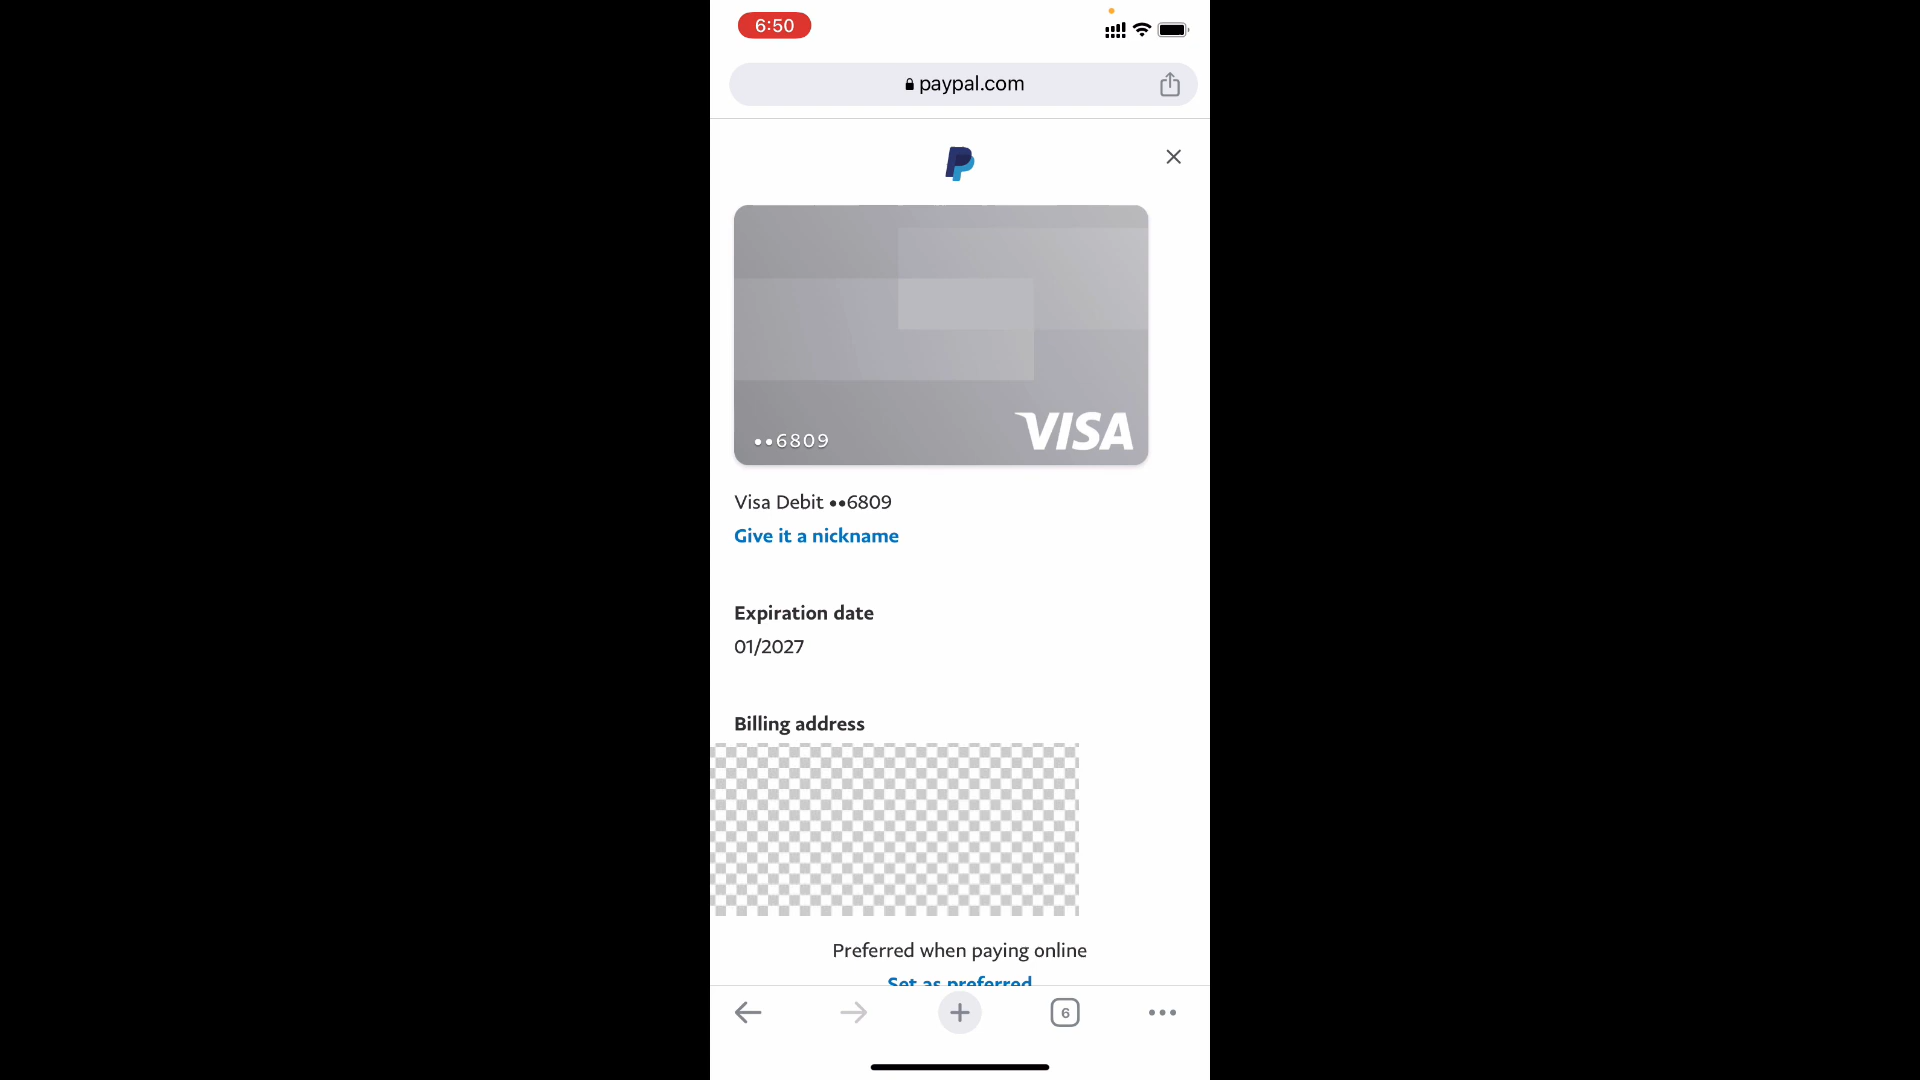 6:50
paypal.com
••6809
VISA
Visa Debit ••6809
Give it a nickname
Expiration date
01/2027
Billing address
Preferred when paying online
Set as preferred
6